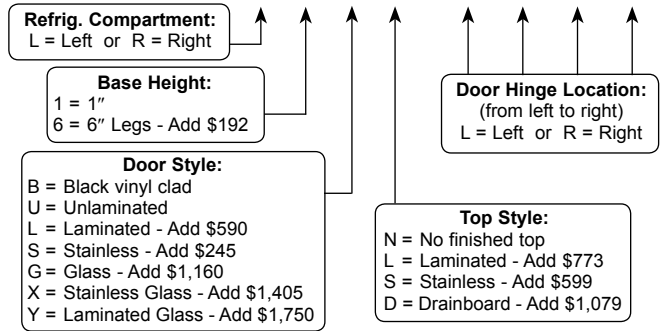 Refrig. Compartment:
L = Left or R = Right
Base Height:
1 = 1″
6 = 6″ Legs - Add $192
Door Style:
B = Black vinyl clad
U = Unlaminated
L = Laminated - Add $590
S = Stainless - Add $245
G = Glass - Add $1,160
X = Stainless Glass - Add $1,405
Y = Laminated Glass - Add $1,750
Door Hinge Location:
(from left to right)
L = Left or R = Right
Top Style:
N = No finished top
L = Laminated - Add $773
S = Stainless - Add $599
D = Drainboard - Add $1,079